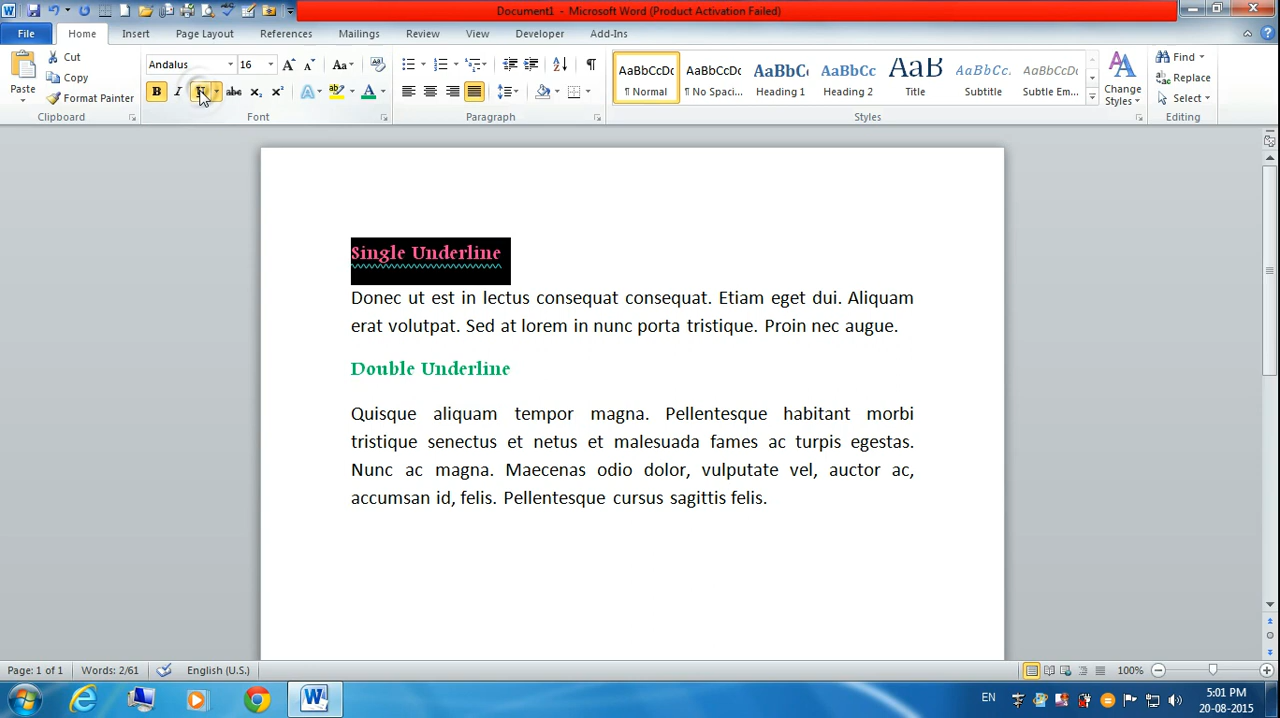 Document1 - Microsoft Word (Product Activation Failed)
File Home Insert Page Layout References Mailings Review View Developer Add-Ins
Paste
Cut
Copy
Format Painter
Clipboard
Andalus 16 Aa
B I abc x₂ x²
Font
Paragraph
AaBbCcDc AaBbCcDc AaBbC AaBbCc AaB AaBbCc. AaBbCcDc
¶ Normal ¶ No Spaci... Heading 1 Heading 2 Title Subtitle Subtle Em...
Change
Styles
Styles
Find
Replace
Select
Editing
Single Underline
Donec ut est in lectus consequat consequat. Etiam eget dui. Aliquam
erat volutpat. Sed at lorem in nunc porta tristique. Proin nec augue.
Double Underline
Quisque aliquam tempor magna. Pellentesque habitant morbi
tristique senectus et netus et malesuada fames ac turpis egestas.
Nunc ac magna. Maecenas odio dolor, vulputate vel, auctor ac,
accumsan id, felis. Pellentesque cursus sagittis felis.
Page: 1 of 1 Words: 2/61 English (U.S.) 100%
EN
5:01 PM
20-08-2015